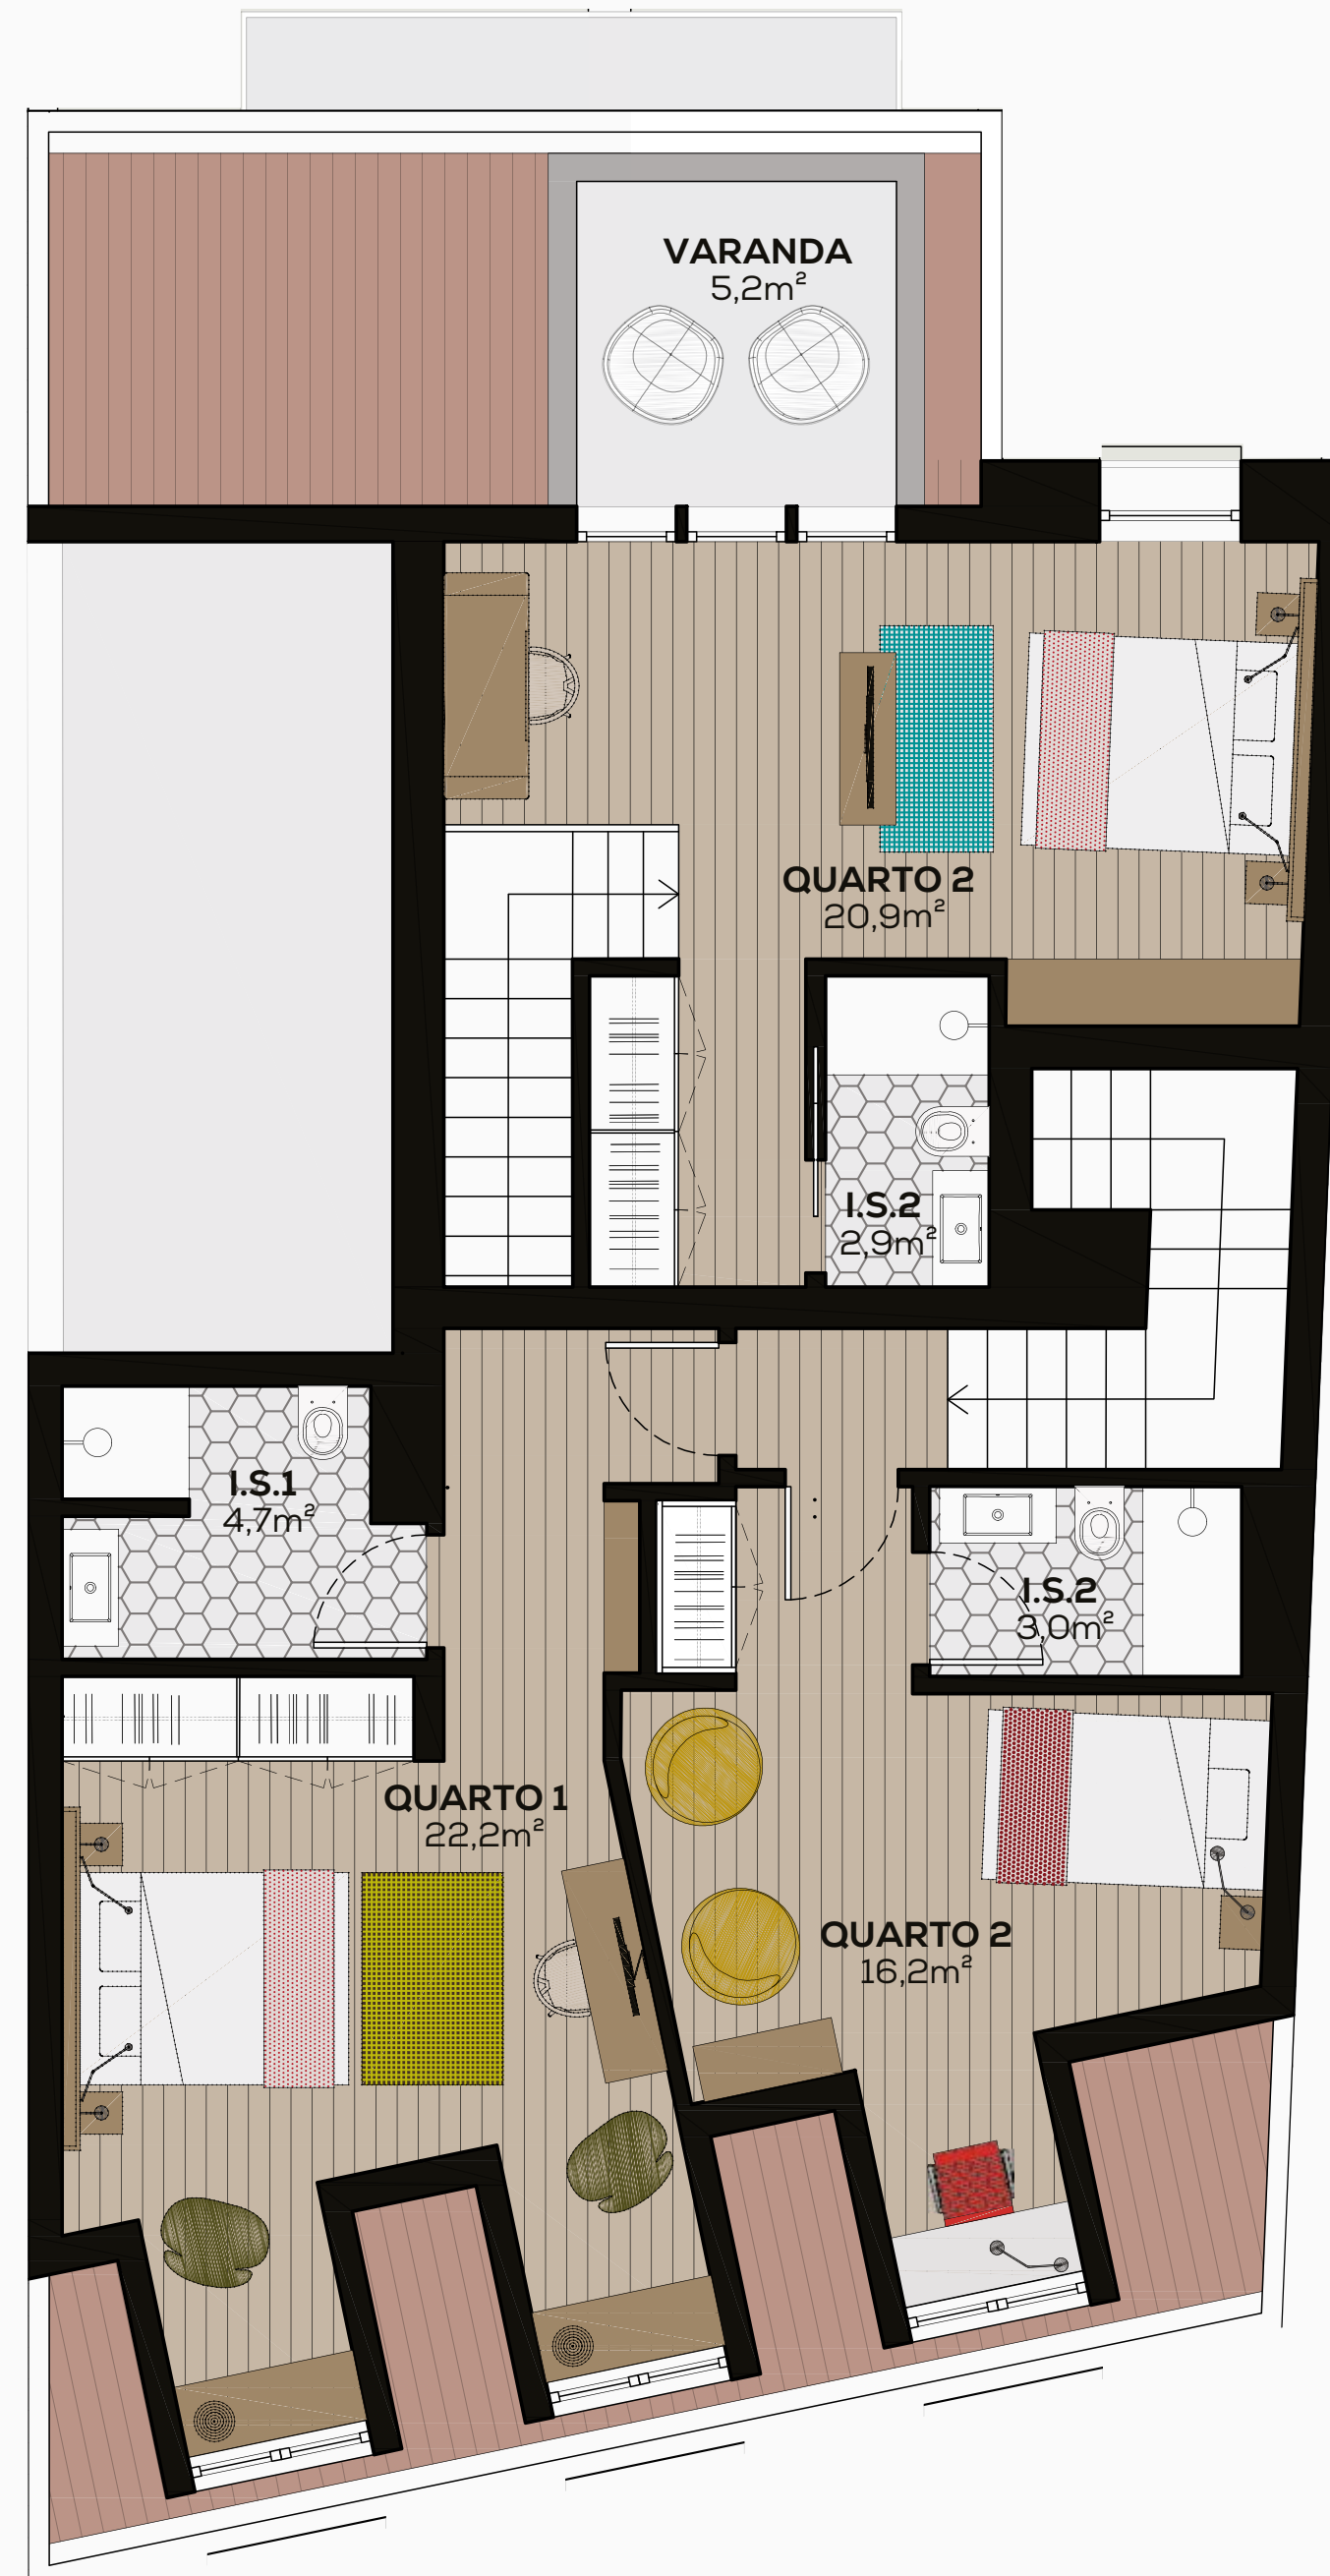 VARANDA
5,2m²
QUARTO 2
20,9m²
I.S.2
2,9m²
I.S.1
4,7m²
I.S.2
3,0m²
QUARTO 1
22,2m²
QUARTO 2
16,2m²